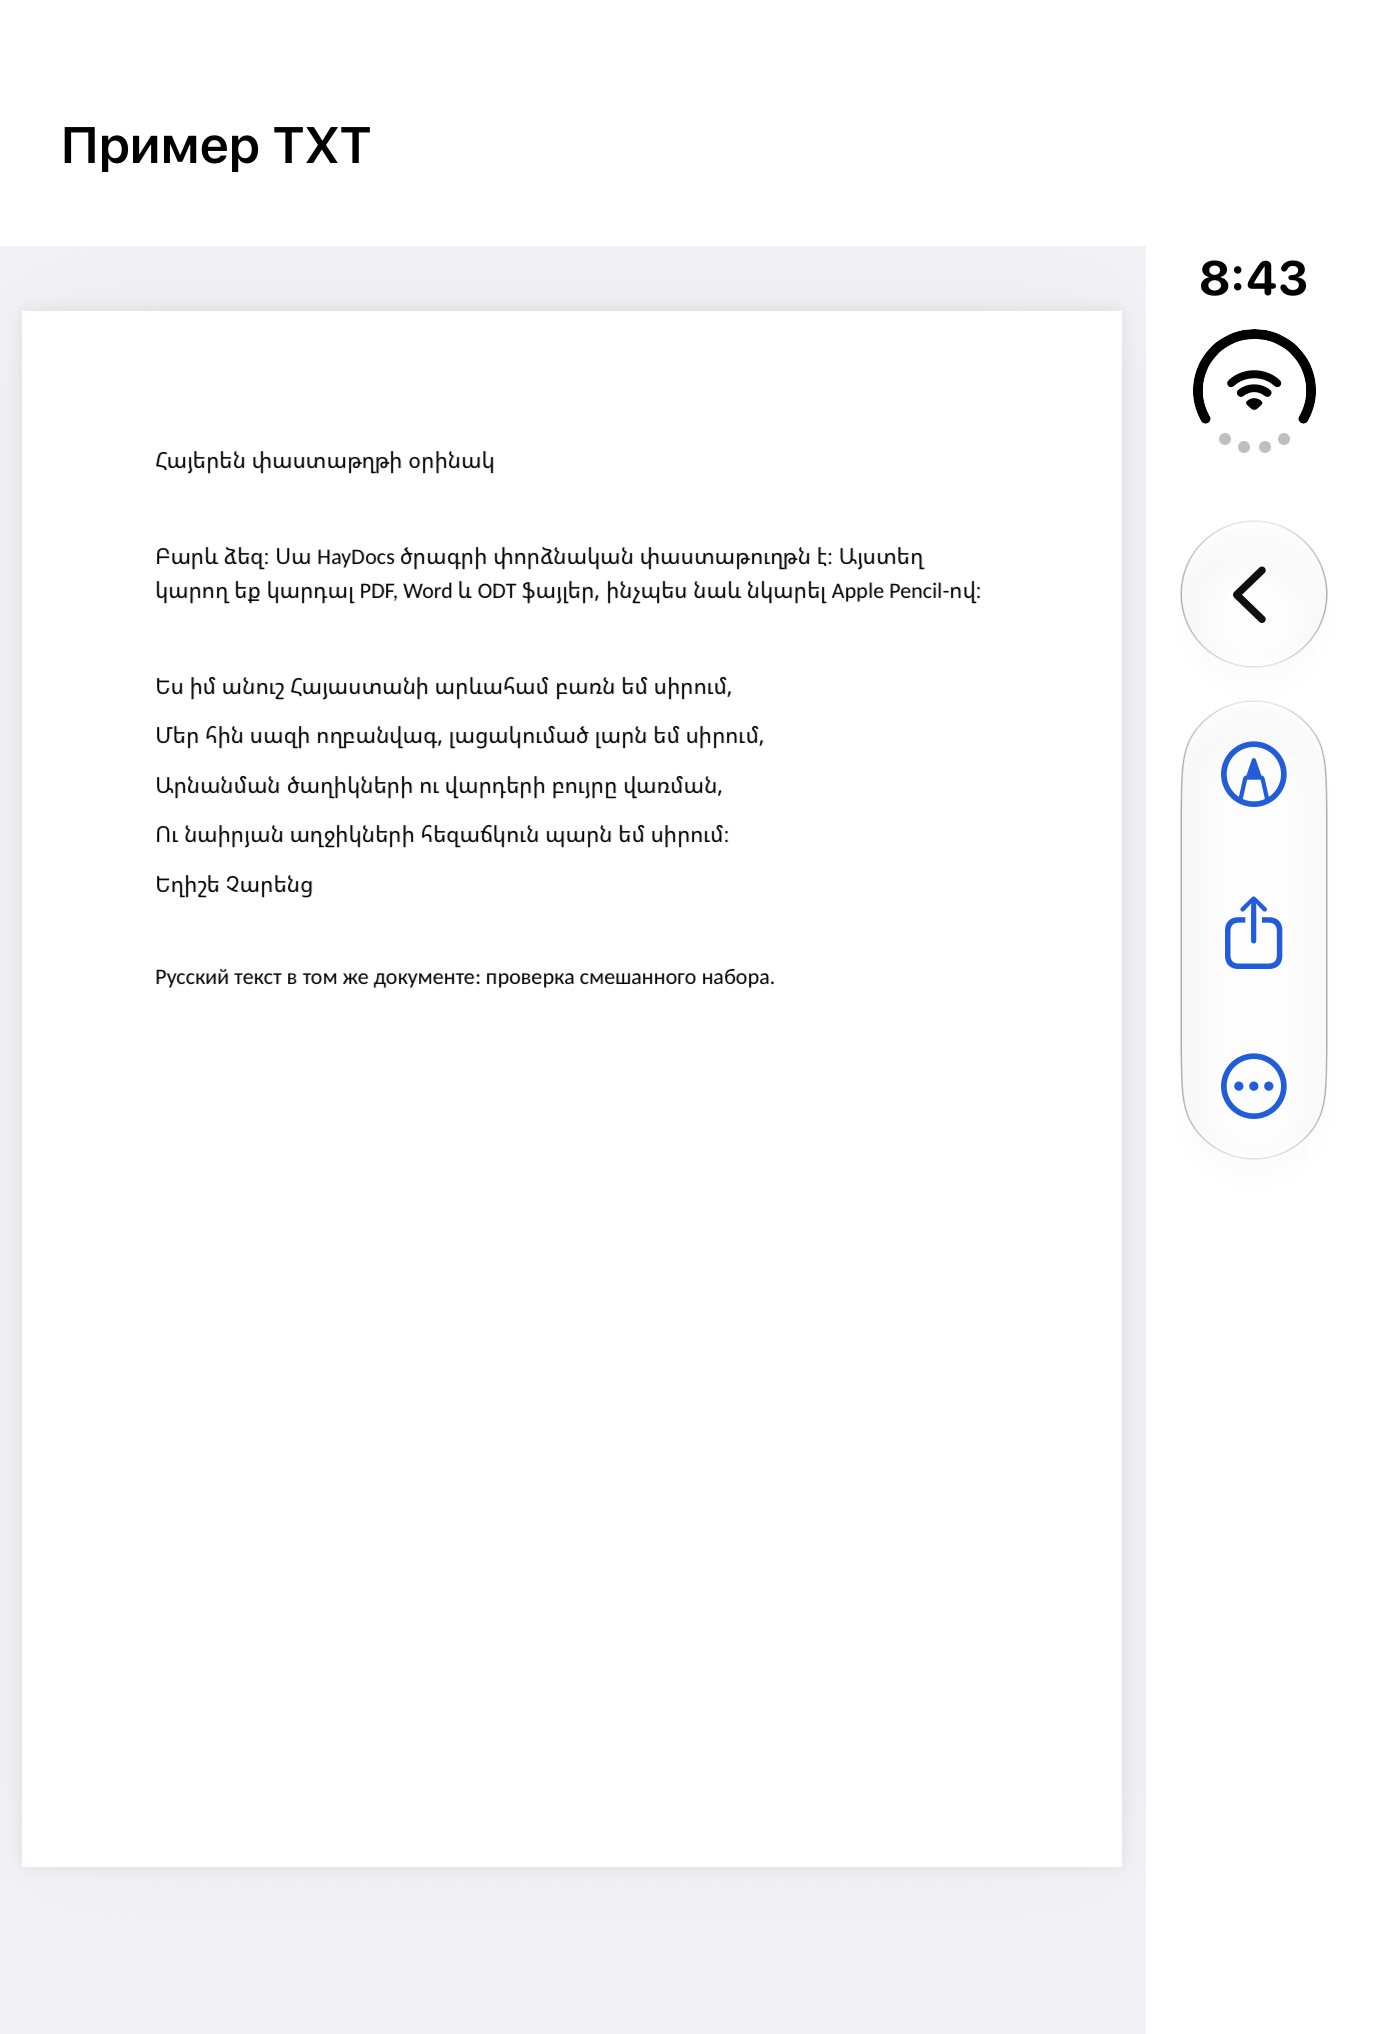 Пример TXT
8:43
Հայերեն փաստաթղթի օրինակ
Բարև ձեզ: Սա HayDocs ծրագրի փորձնական փաստաթուղթն է: Այստեղ
կարող եք կարդալ PDF, Word և ODT ֆայլեր, ինչպես նաև նկարել Apple Pencil-ով:
Ես իմ անուշ Հայաստանի արևահամ բառն եմ սիրում,
Մեր հին սազի ողբանվագ, լացակումած լարն եմ սիրում,
Արնանման ծաղիկների ու վարդերի բույրը վառման,
Ու նաիրյան աղջիկների հեզաճկուն պարն եմ սիրում:
Եղիշե Չարենց
Русский текст в том же документе: проверка смешанного набора.